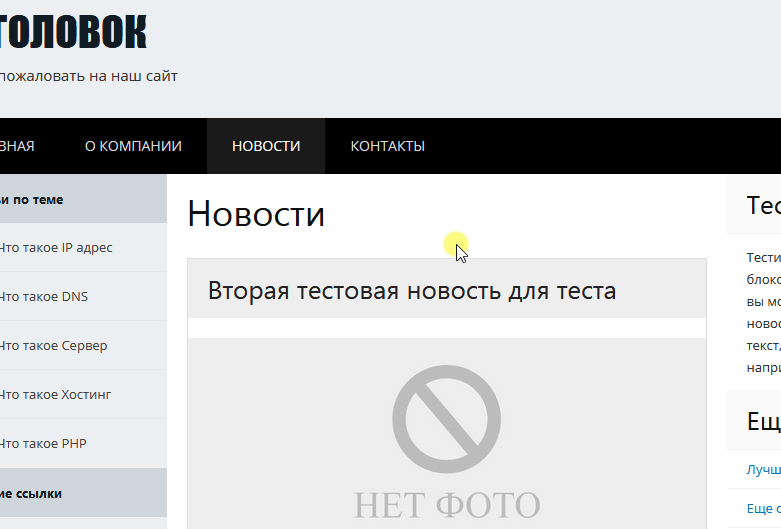 ГОЛОВОК
пожаловать на наш сайт
ВНАЯ О КОМПАНИИ НОВОСТИ КОНТАКТЫ
и по теме
Что такое IP адрес
Что такое DNS
Что такое Сервер
Что такое Хостинг
Что такое PHP
ие ссылки
Новости
Вторая тестовая новость для теста
НЕТ ФОТО
Тес
Тести
блоко
вы мо
новос
текст,
напри
Ещ
Лучш
Еще с